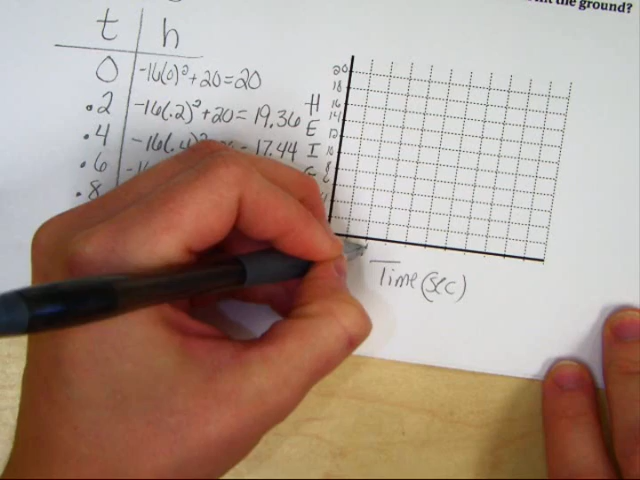 the ground?
t h
0 -16(0)²+20=20
.2 -16(.2)²+20=19.36
.4 -16(.4)² 17.44
.6 -16
.8
H
E
I
20
18
16
14
12
10
8
Time (sec)